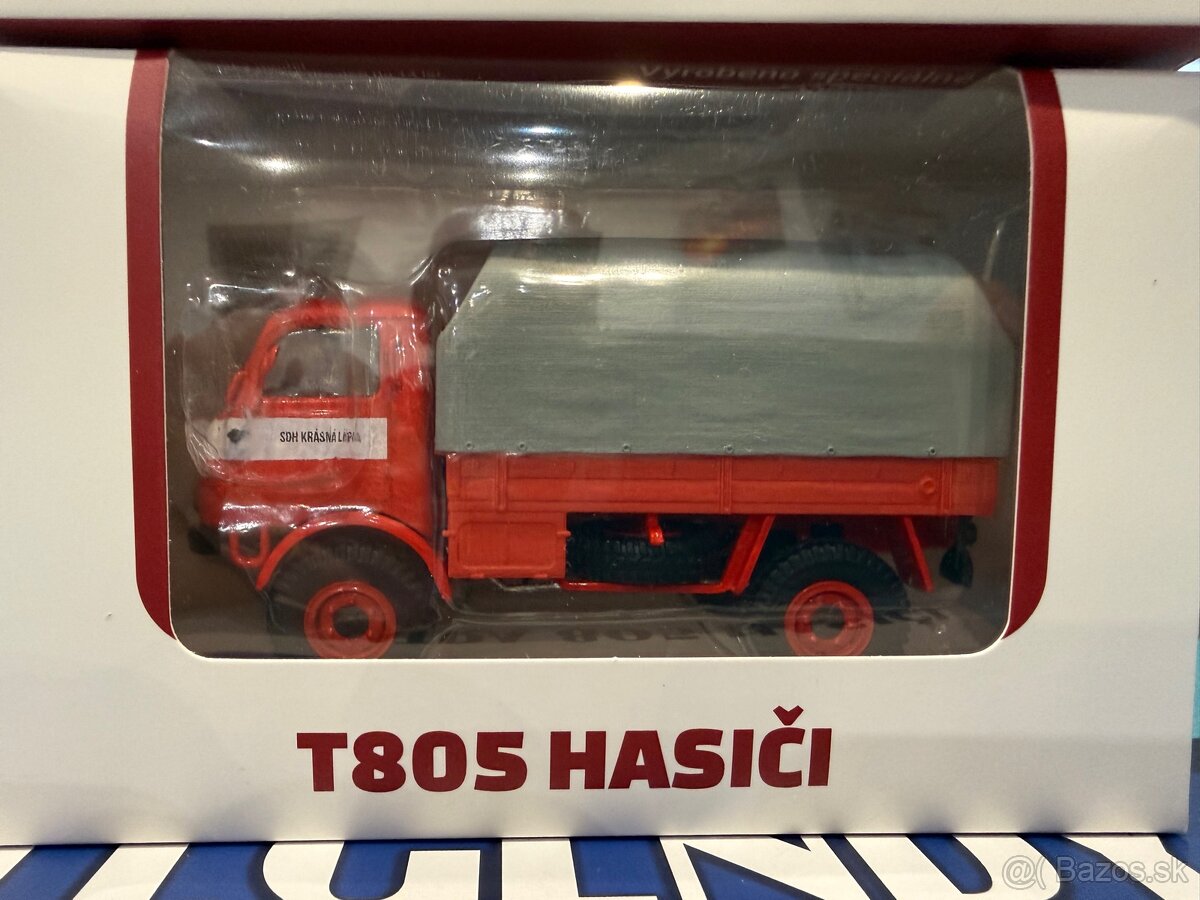 Vyrobeno speciálně
SDH KRÁSNÁ LÍPA
T805 HASIČI
@( Bazos.sk